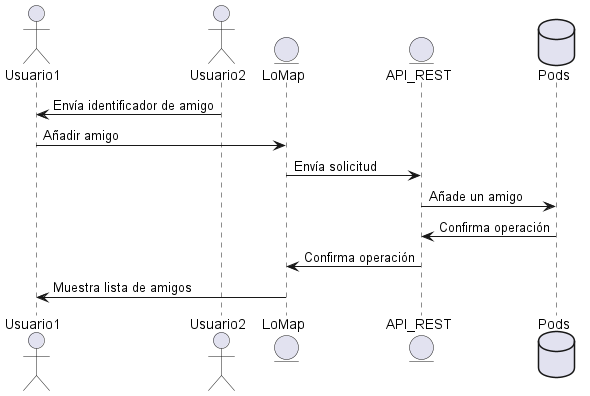 Usuario1 Usuario2 LoMap API_REST Pods
Envía identificador de amigo
Añadir amigo
Envía solicitud
Añade un amigo
Confirma operación
Confirma operación
Muestra lista de amigos
Usuario1 Usuario2 LoMap API_REST Pods